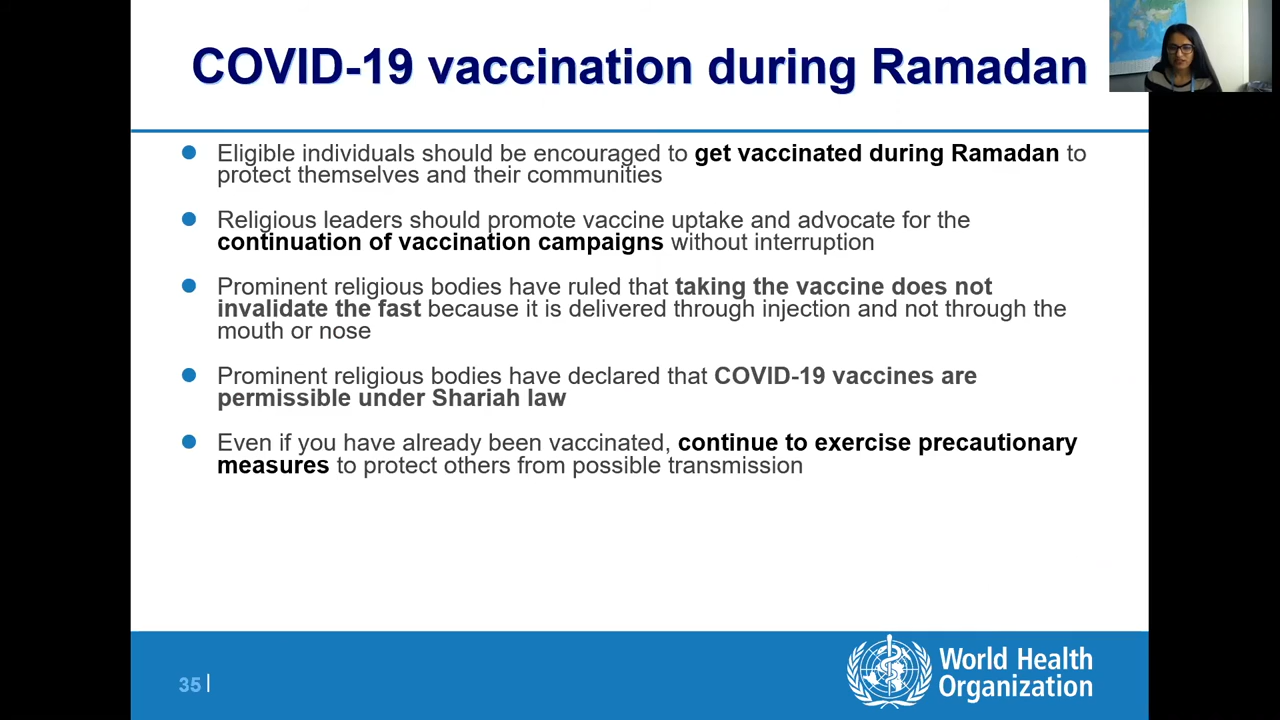 COVID-19 vaccination during Ramadan
Eligible individuals should be encouraged to get vaccinated during Ramadan to
protect themselves and their communities
Religious leaders should promote vaccine uptake and advocate for the
continuation of vaccination campaigns without interruption
Prominent religious bodies have ruled that taking the vaccine does not
invalidate the fast because it is delivered through injection and not through the
mouth or nose
Prominent religious bodies have declared that COVID-19 vaccines are
permissible under Shariah law
Even if you have already been vaccinated, continue to exercise precautionary
measures to protect others from possible transmission
35 |
World Health
Organization